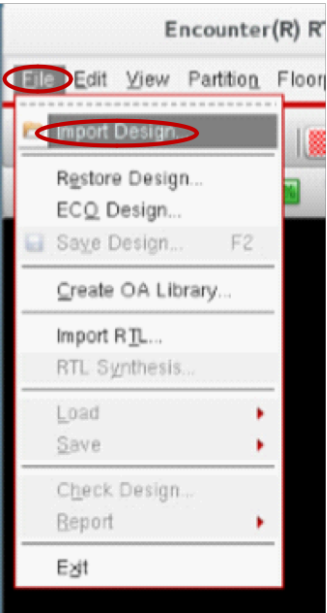 Encounter(R) RT
File Edit View Partition Floorp
Import Design...
Restore Design...
ECO Design...
Save Design... F2
Create OA Library...
Import RTL...
RTL Synthesis...
Load
Save
Check Design...
Report
Exit